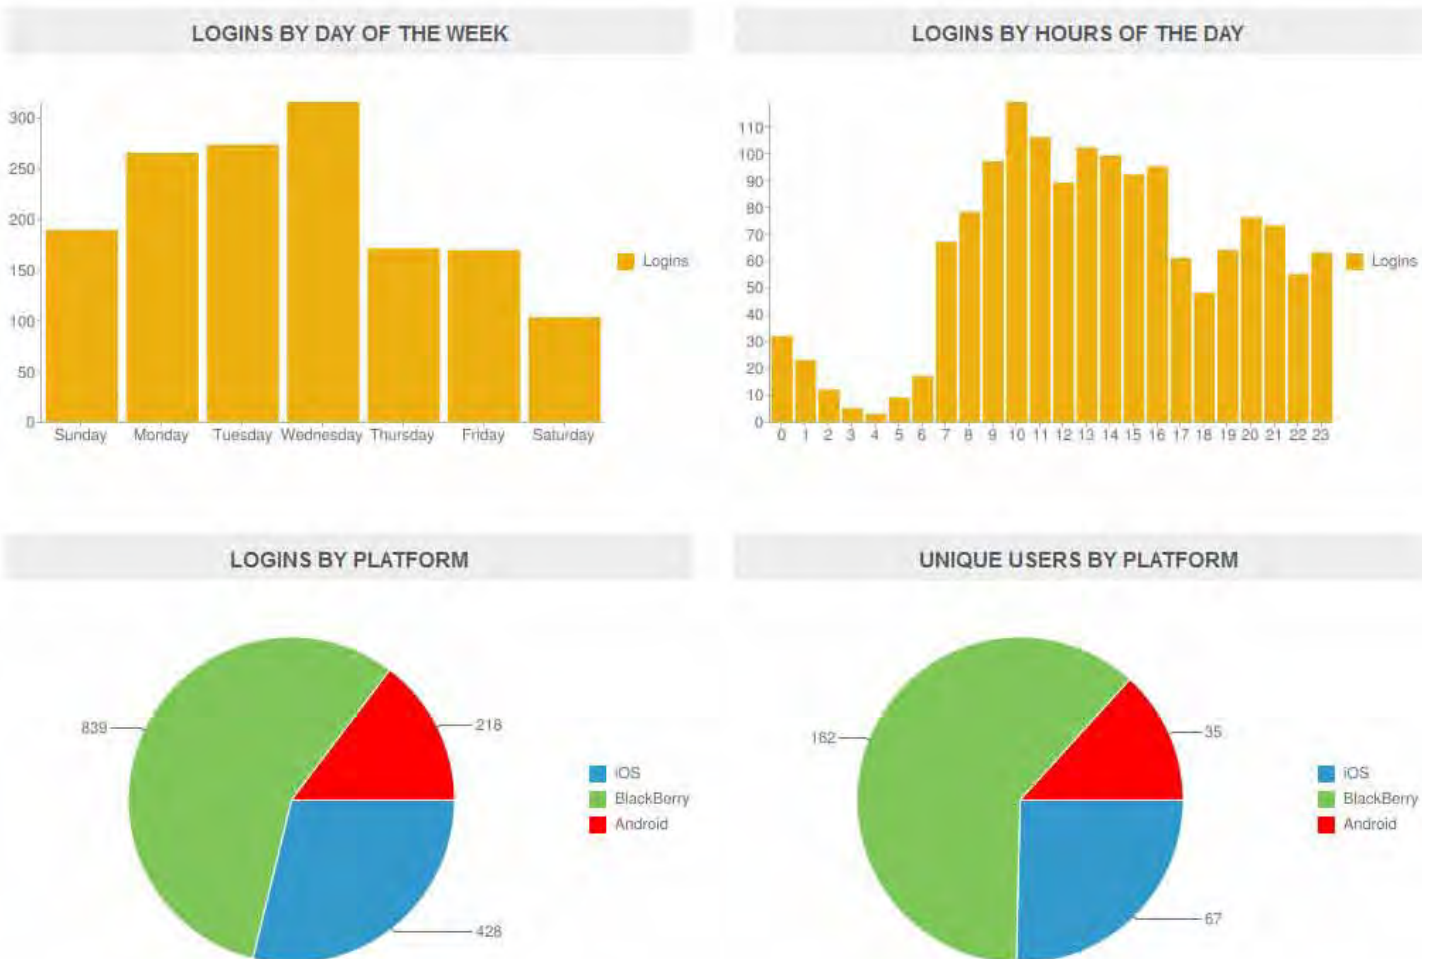 LOGINS BY DAY OF THE WEEK
300
250
200
150
100
50
0
Sunday Monday Tuesday Wednesday Thursday Friday Saturday
Logins
LOGINS BY HOURS OF THE DAY
110
100
90
80
70
60
50
40
30
20
10
0
0 1 2 3 4 5 6 7 8 9 10 11 12 13 14 15 16 17 18 19 20 21 22 23
Logins
LOGINS BY PLATFORM
839
218
428
iOS
BlackBerry
Android
UNIQUE USERS BY PLATFORM
162
35
67
iOS
BlackBerry
Android